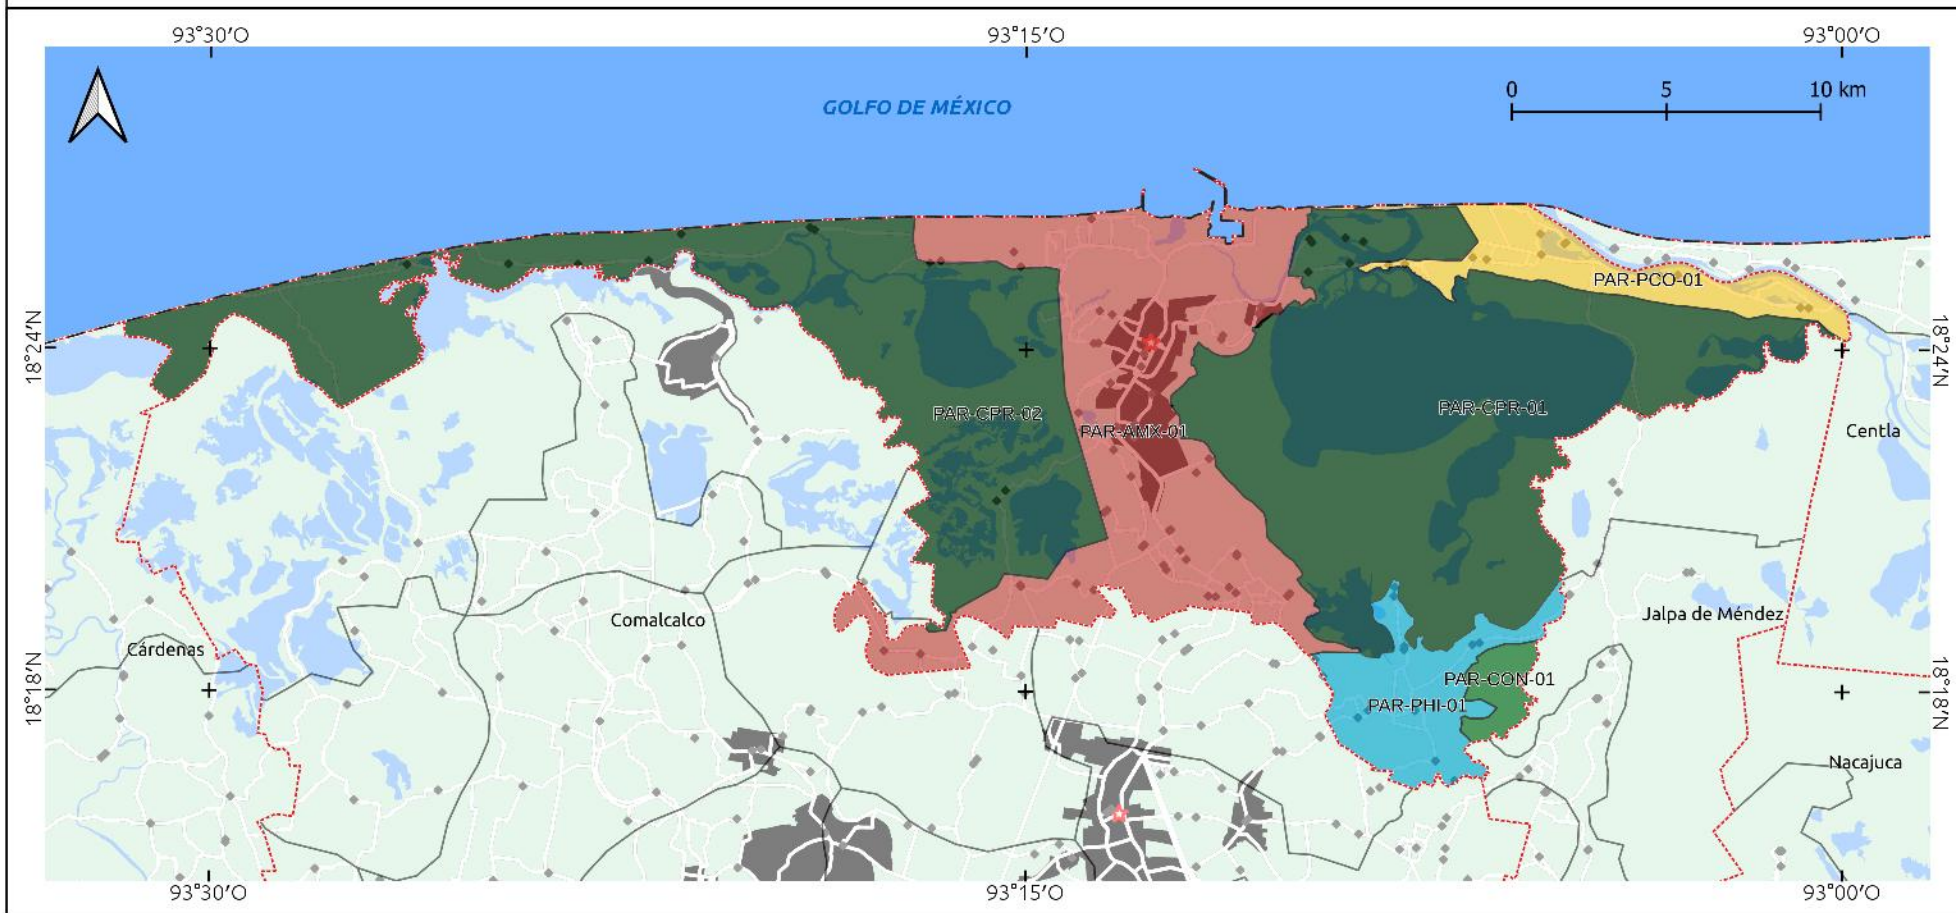 93°30'O
93°15'O
93°00'O
GOLFO DE MÉXICO
0 5 10 km
PAR-PCO-01
18°24'N
18°24'N
PAR-CPR-02
PAR-CPR-01
PAR-AMX-01
Centla
Comalcalco
Jalpa de Méndez
Cárdenas
PAR-CON-01
18°18'N
PAR-PHI-01
18°18'N
Nacajuca
93°30'O
93°15'O
93°00'O